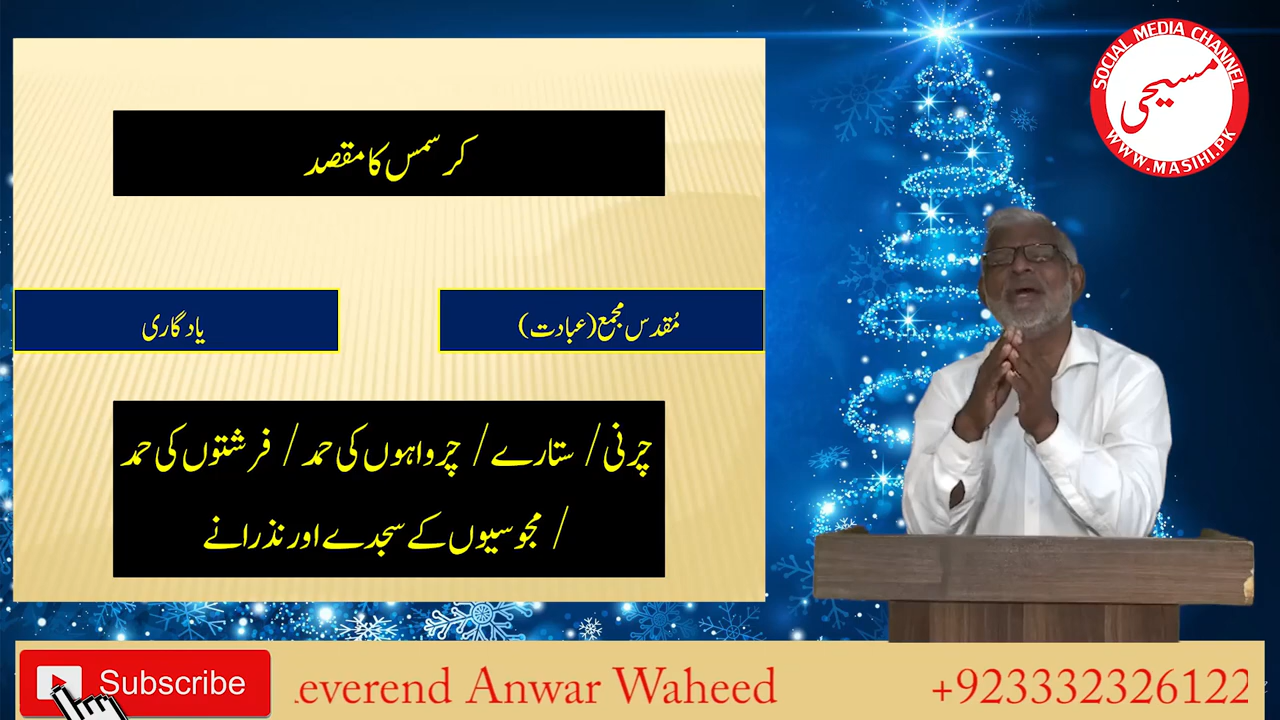 کرسمس کا مقصد
مُقدس مجمع (عبادت)
یادگاری
چرنی / ستارے / چرواہوں کی حمد / فرشتوں کی حمد
/ مجوسیوں کے سجدے اور نذرانے
SOCIAL MEDIA CHANNEL
مسیحی
WWW.MASIHI.PK
Subscribe
everend Anwar Waheed
+923332326122